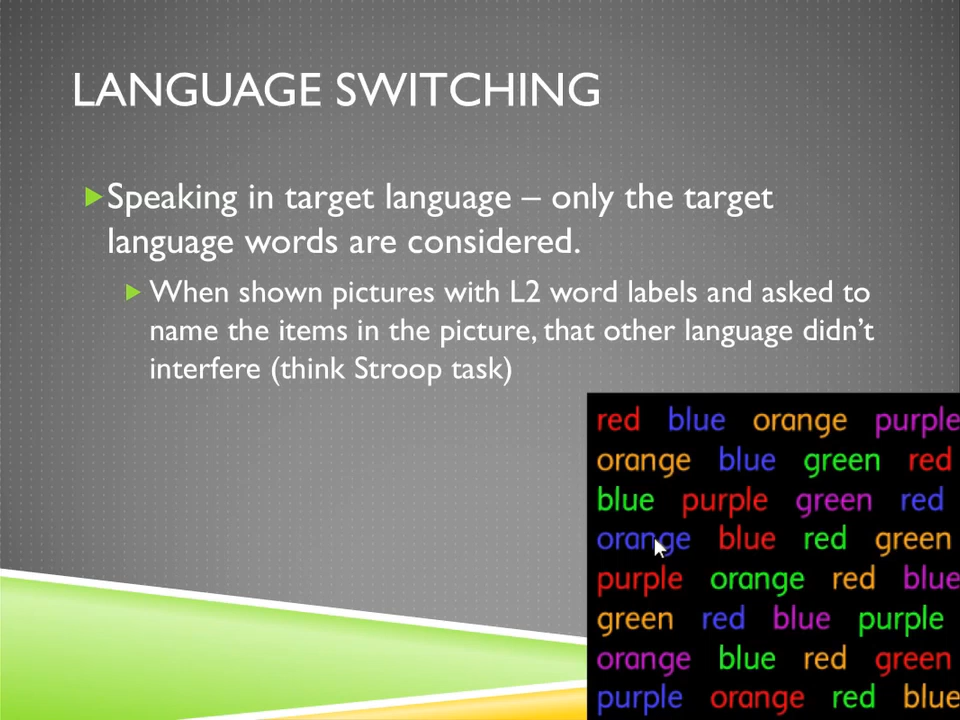 LANGUAGE SWITCHING
Speaking in target language – only the target
language words are considered.
When shown pictures with L2 word labels and asked to
name the items in the picture, that other language didn’t
interfere (think Stroop task)
red blue orange purple
orange blue green red
blue purple green red
orange blue red green
purple orange red blue
green red blue purple
orange blue red green
purple orange red blue